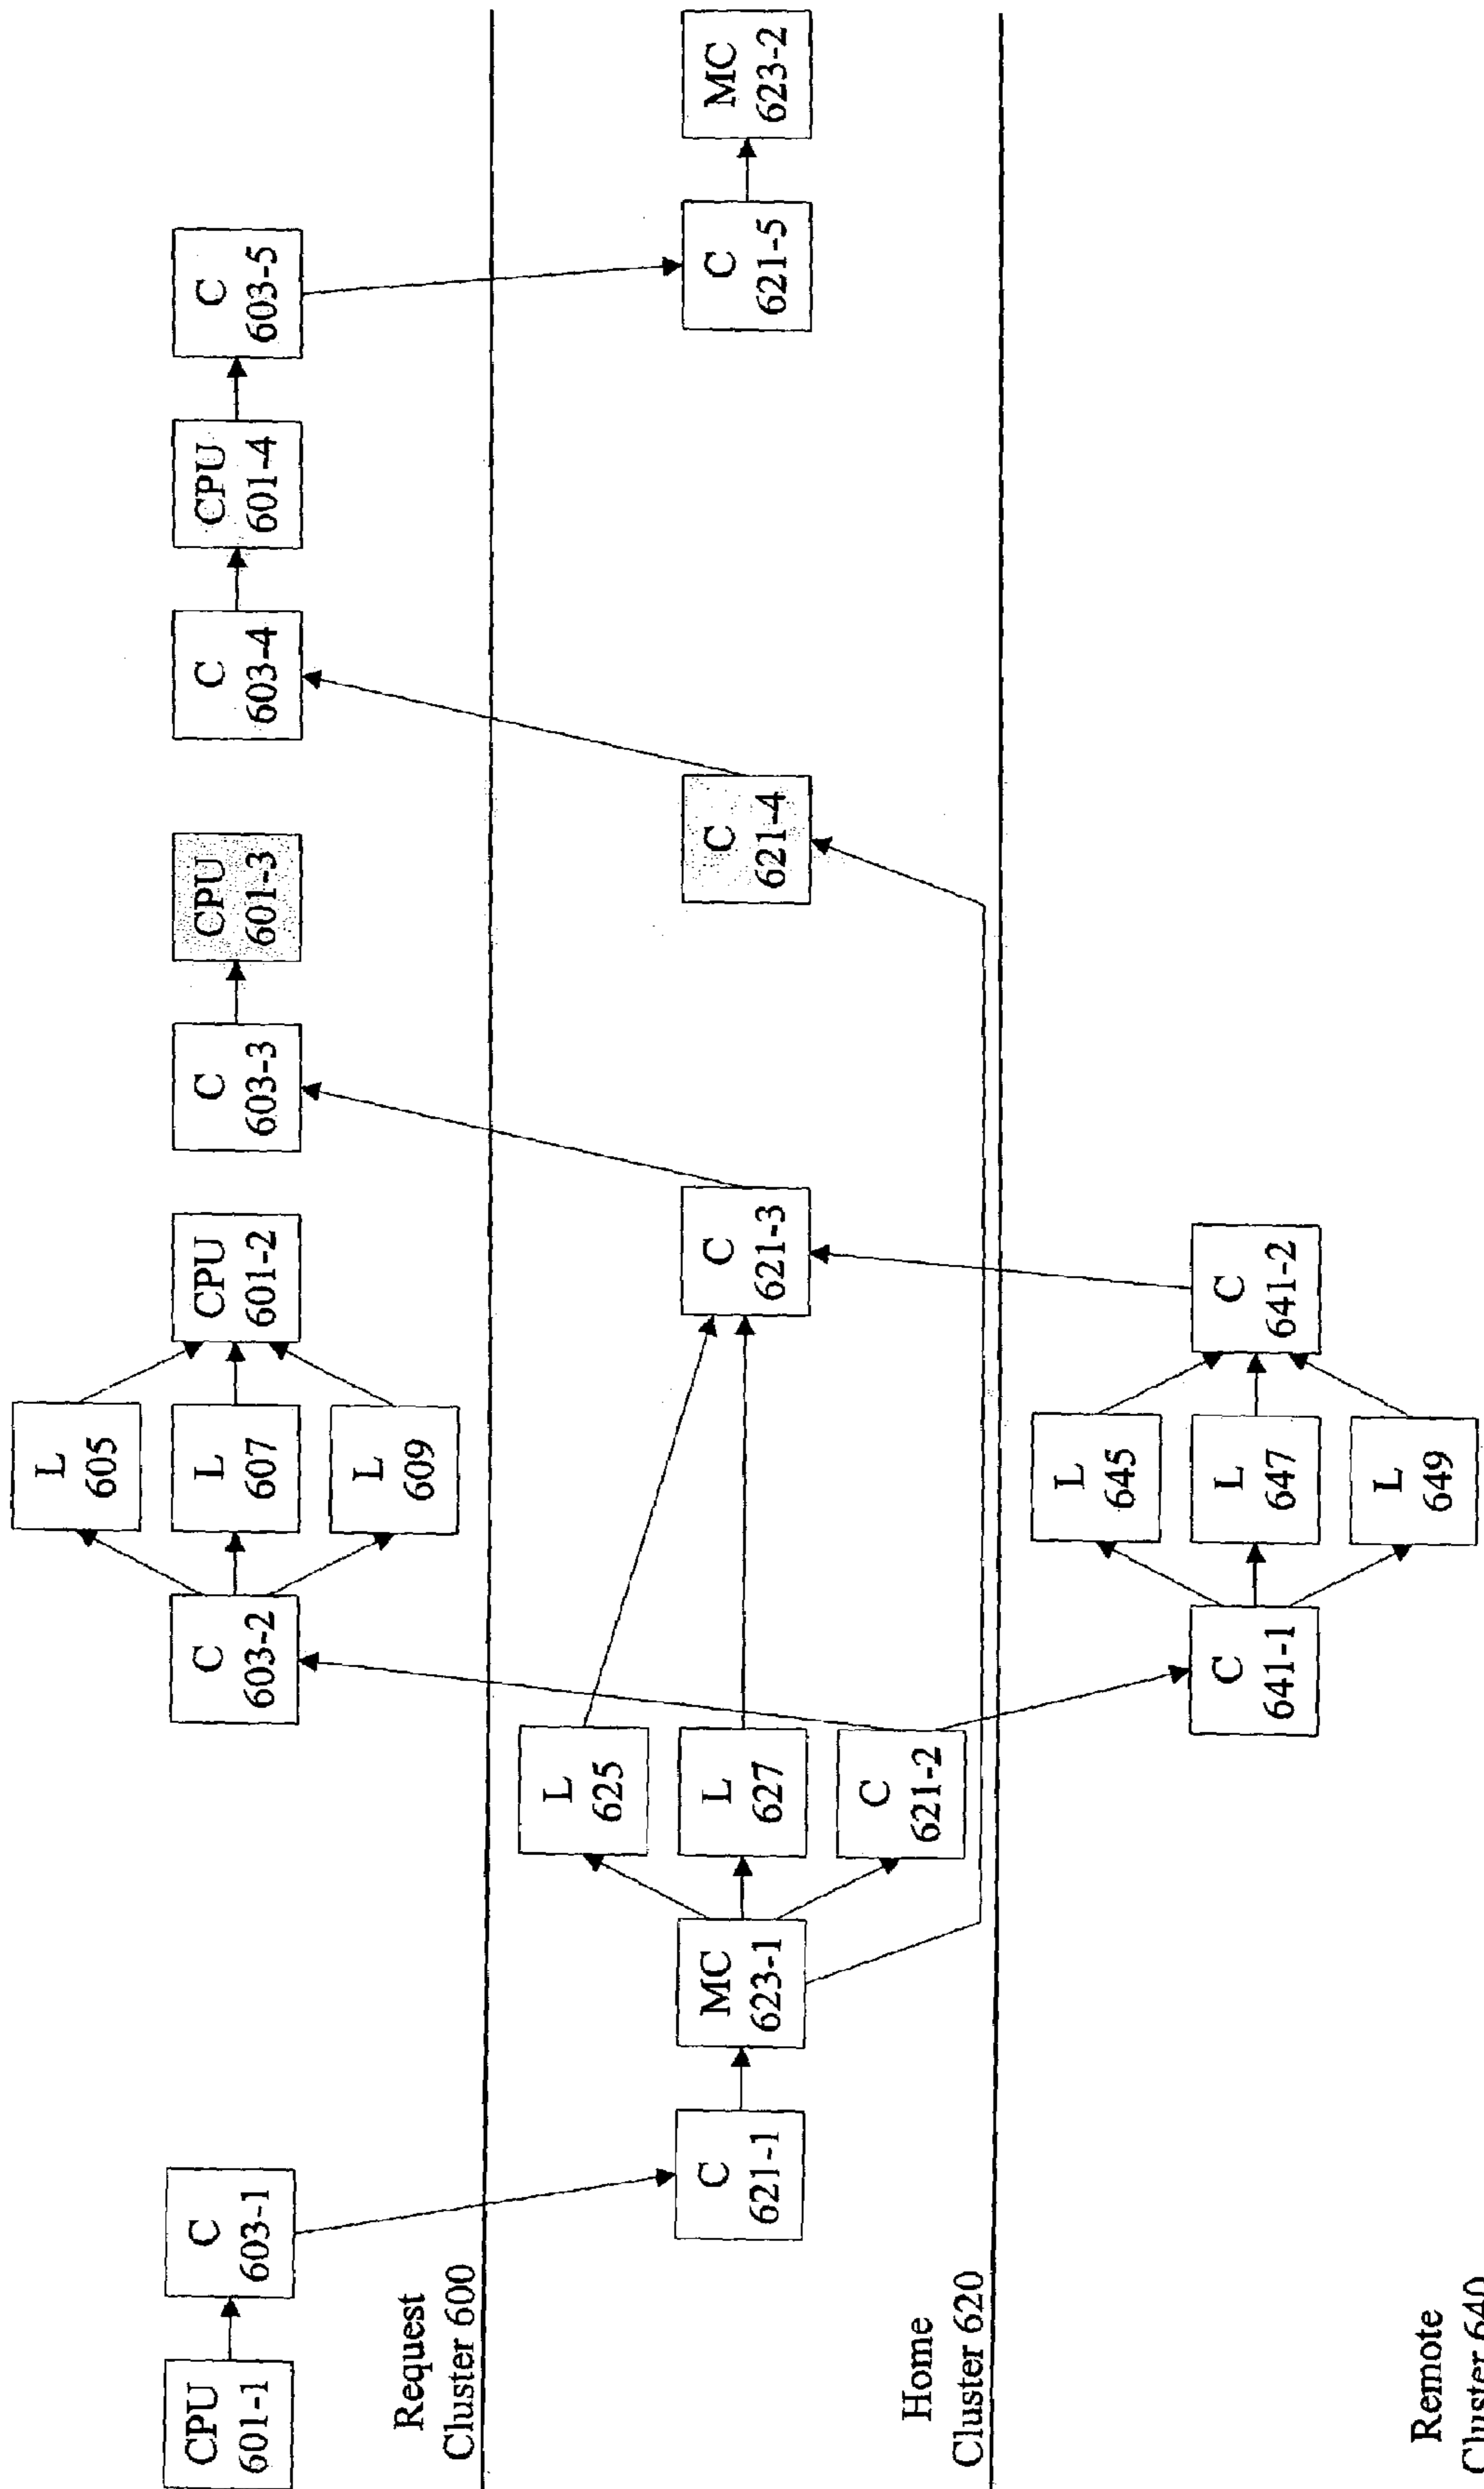 CPU
601-1
C
603-1
C
603-2
L
605
L
607
L
609
CPU
601-2
C
603-3
CPU
601-3
C
603-4
CPU
601-4
C
603-5
Request
Cluster 600
C
621-1
MC
623-1
L
625
L
627
C
621-2
C
621-3
C
621-4
C
621-5
MC
623-2
Home
Cluster 620
C
641-1
L
645
L
647
L
649
C
641-2
Remote
Cluster 640